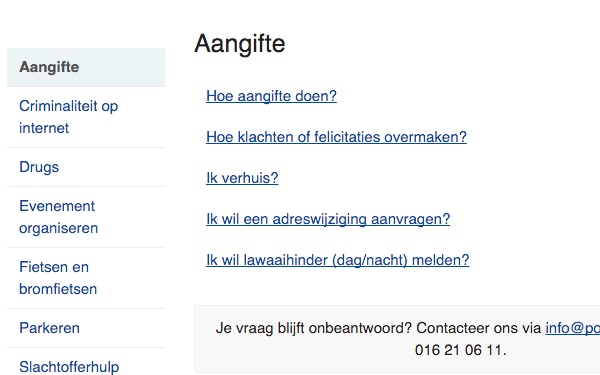 Aangifte
Criminaliteit op
internet
Drugs
Evenement
organiseren
Fietsen en
bromfietsen
Parkeren
Slachtofferhulp
Aangifte
Hoe aangifte doen?
Hoe klachten of felicitaties overmaken?
Ik verhuis?
Ik wil een adreswijziging aanvragen?
Ik wil lawaaihinder (dag/nacht) melden?
Je vraag blijft onbeantwoord? Contacteer ons via info@po
016 21 06 11.